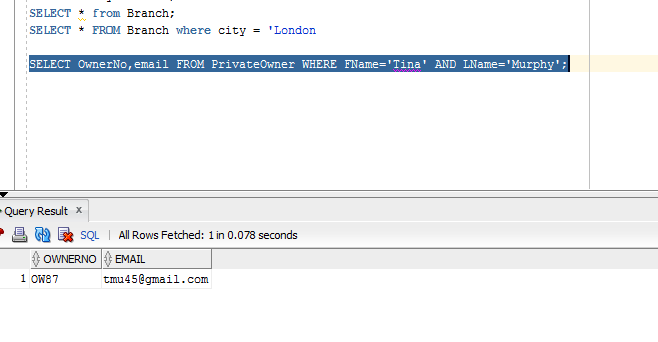 SELECT * from Branch;
SELECT * FROM Branch where city = 'London
SELECT OwnerNo,email FROM PrivateOwner WHERE FName='Tina' AND LName='Murphy';
Query Result x
SQL | All Rows Fetched: 1 in 0.078 seconds
OWNERNO EMAIL
1 OW87 tmu45@gmail.com